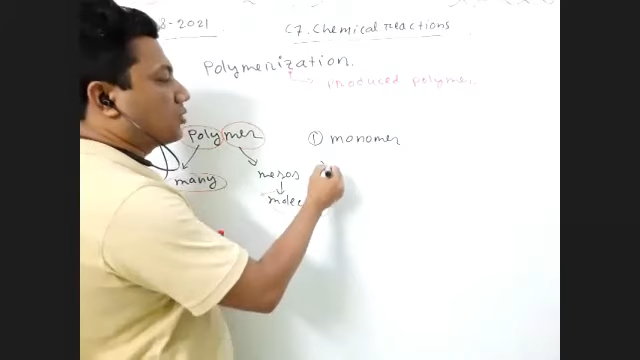 8-2021
C7. Chemical Reactions
Polymerization.
produced polymer.
Polymer
① monomer
many
meros
molec